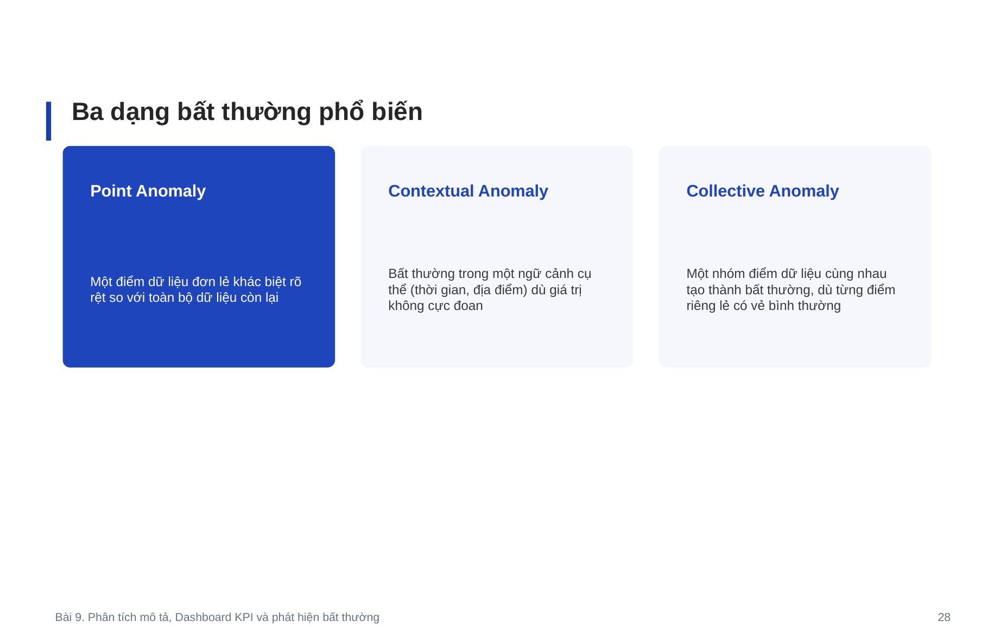 Ba dạng bất thường phổ biến
Point Anomaly
Một điểm dữ liệu đơn lẻ khác biệt rõ
rệt so với toàn bộ dữ liệu còn lại
Contextual Anomaly
Bất thường trong một ngữ cảnh cụ
thể (thời gian, địa điểm) dù giá trị
không cực đoan
Collective Anomaly
Một nhóm điểm dữ liệu cùng nhau
tạo thành bất thường, dù từng điểm
riêng lẻ có vẻ bình thường
Bài 9. Phân tích mô tả, Dashboard KPI và phát hiện bất thường
28